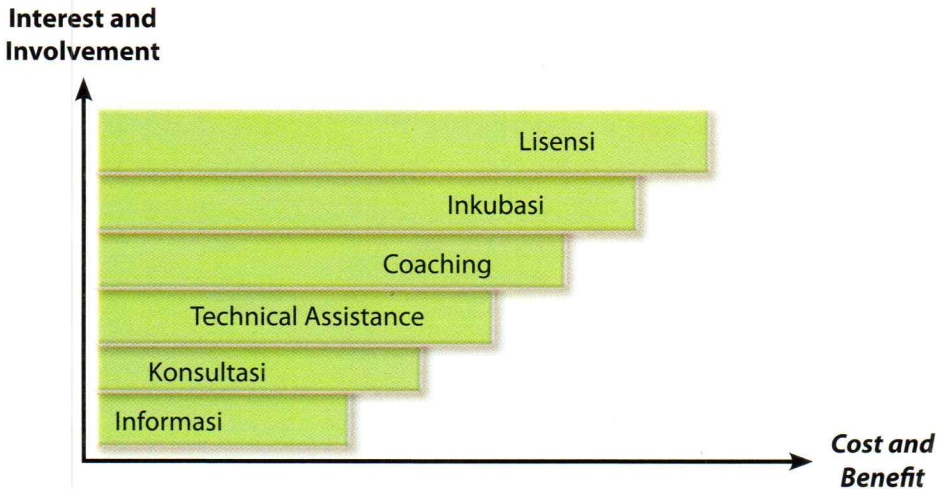 Interest and
Involvement
Lisensi
Inkubasi
Coaching
Technical Assistance
Konsultasi
Informasi
Cost and
Benefit